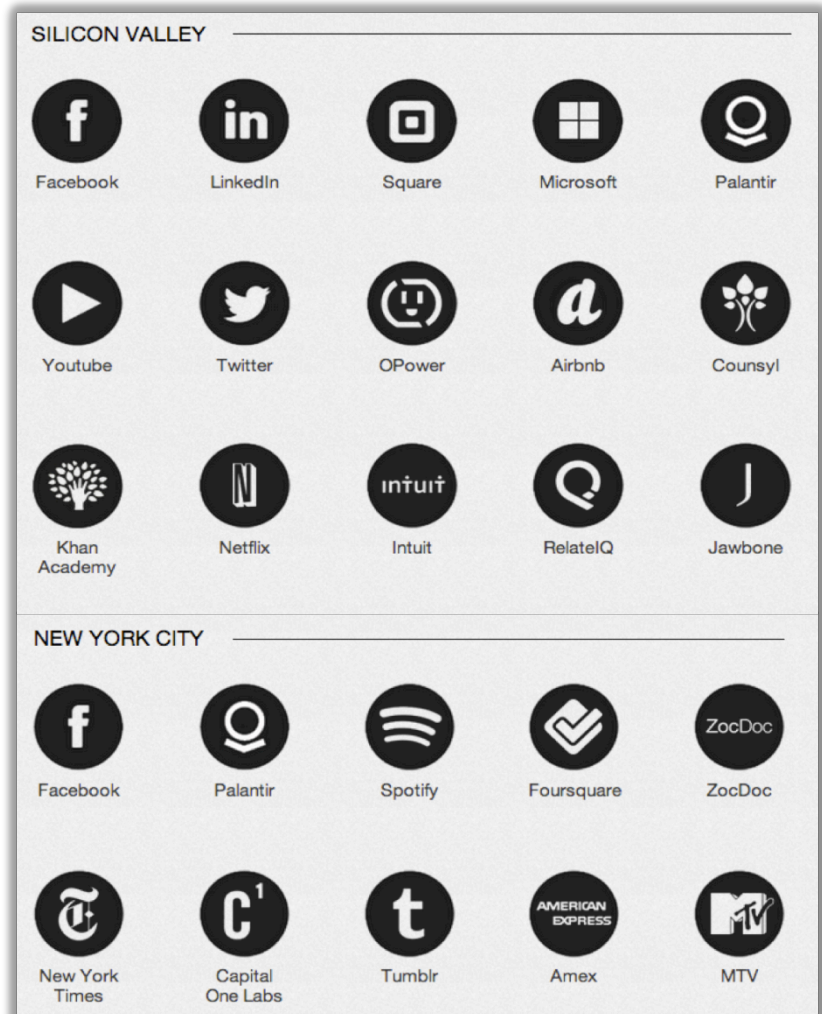 SILICON VALLEY
f in
Facebook LinkedIn Square Microsoft Palantir
Youtube Twitter OPower Airbnb Counsyl
N intuit J
Khan Netflix Intuit RelateIQ Jawbone
Academy
NEW YORK CITY
f ZocDoc
Facebook Palantir Spotify Foursquare ZocDoc
T C1 t AMERICAN EXPRESS MTV
New York Capital Tumblr Amex MTV
Times One Labs